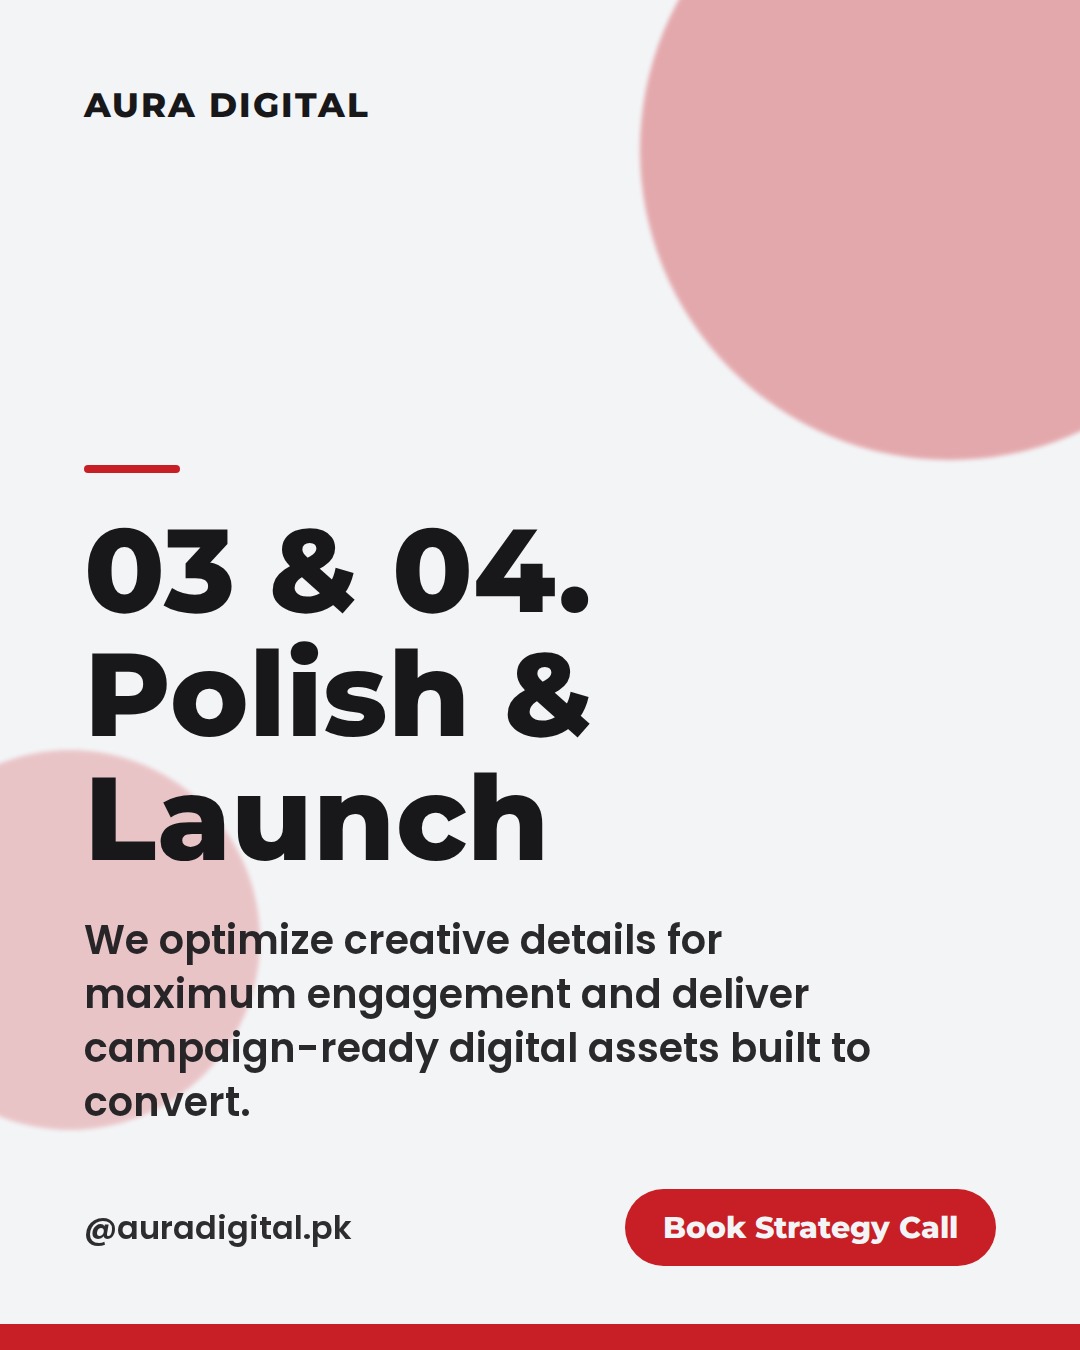 AURA DIGITAL
03 & 04.
Polish &
Launch
We optimize creative details for
maximum engagement and deliver
campaign-ready digital assets built to
convert.
@auradigital.pk
Book Strategy Call